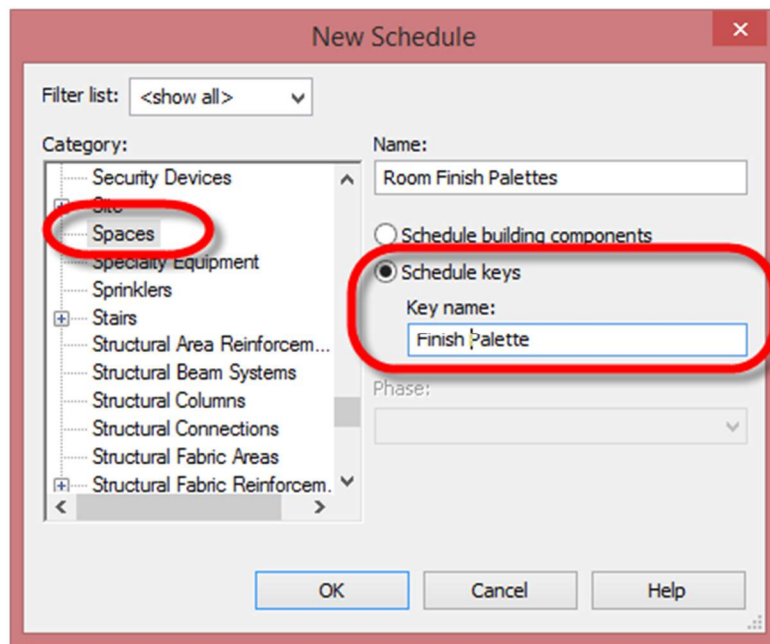 New Schedule
Filter list: <show all>
Category:
Security Devices
Site
Spaces
Specialty Equipment
Sprinklers
Stairs
Structural Area Reinforcem...
Structural Beam Systems
Structural Columns
Structural Connections
Structural Fabric Areas
Structural Fabric Reinforcem.
Name:
Room Finish Palettes
Schedule building components
Schedule keys
Key name:
Finish Palette
Phase:
OK
Cancel
Help